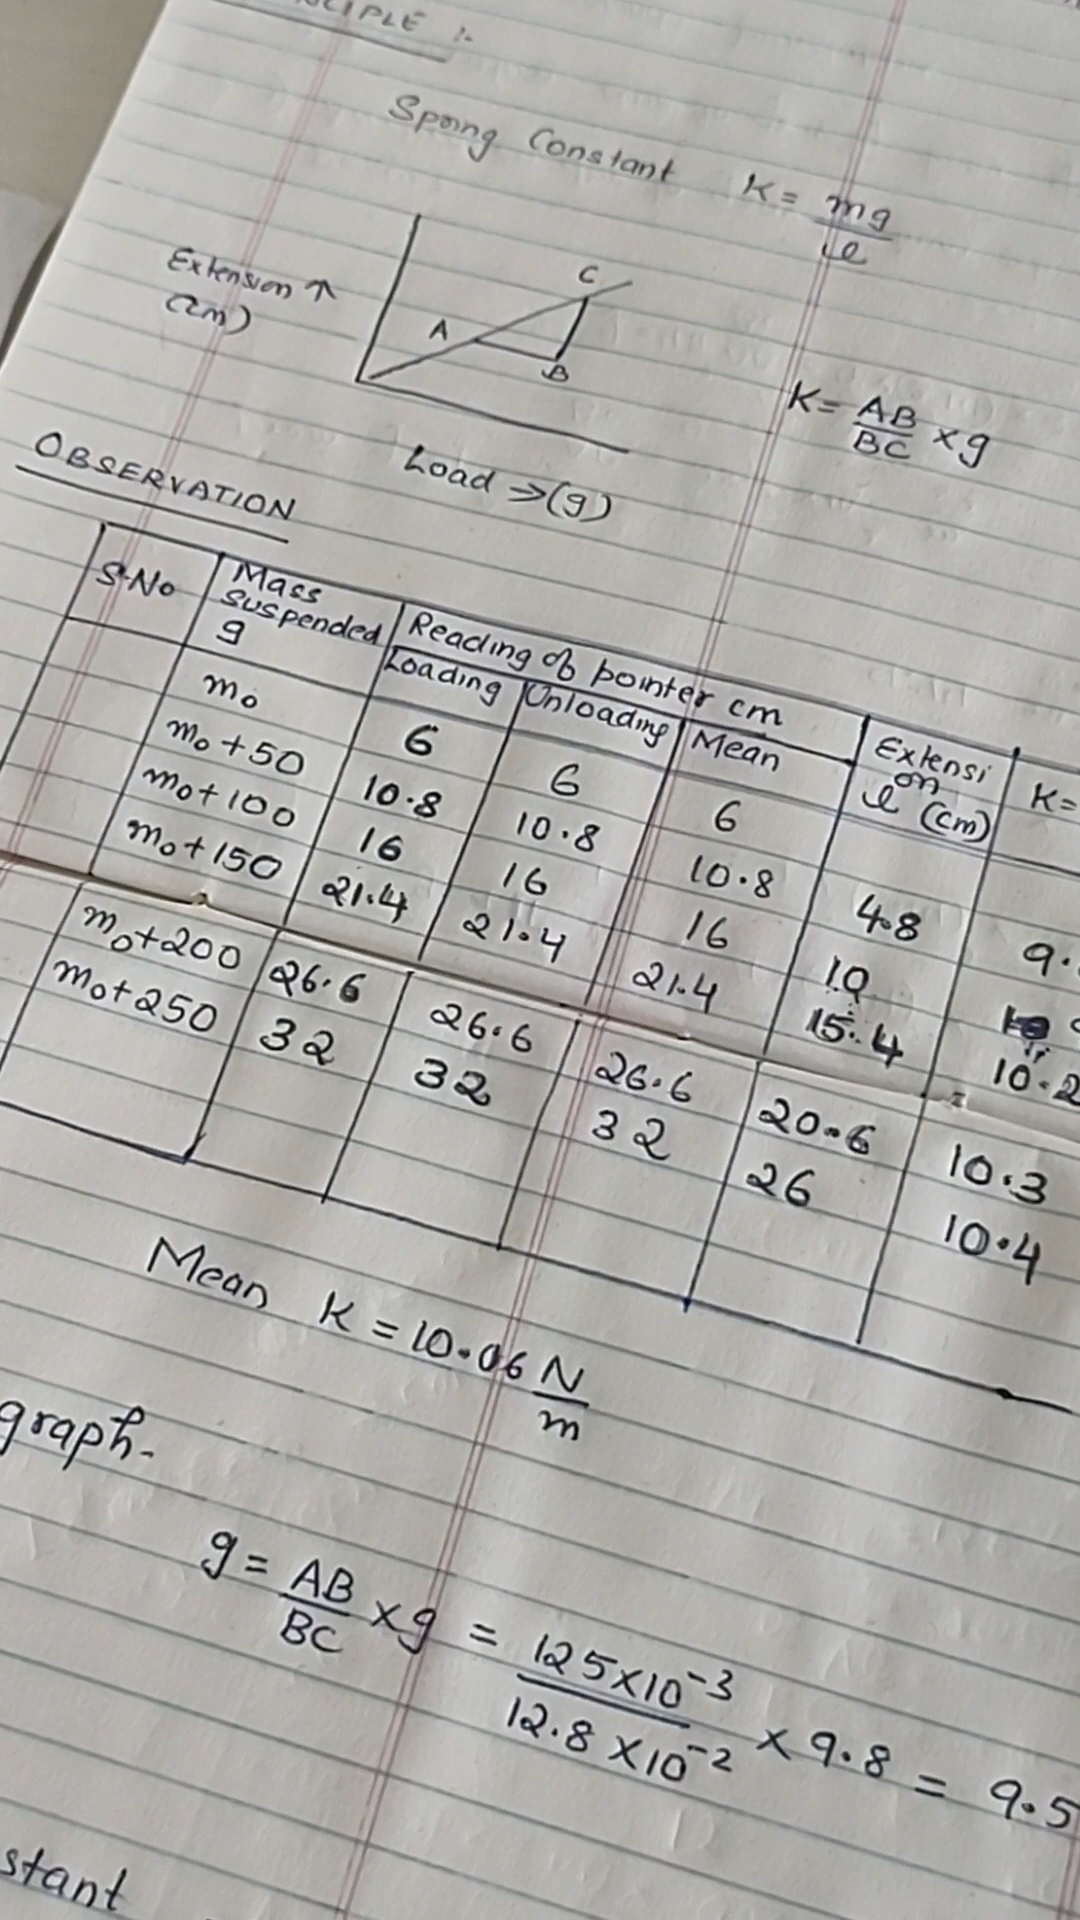 CIPLE :-
Spring Constant K = mg
l
Extension ↑
(cm)
C
A
B
K = AB/BC × g
Load → (g)
OBSERVATION
S.No Mass suspended g Reading of pointer cm Extension l (cm) K=
Loading Unloading Mean
m₀ 6 6 6
m₀+50 10.8 10.8 10.8 4.8 9.
m₀+100 16 16 16 10
m₀+150 21.4 21.4 21.4 15.4 10.2
m₀+200 26.6 26.6 26.6 20.6 10.3
m₀+250 32 32 32 26 10.4
Mean K = 10.06 N/m
graph-
g = AB/BC × g = 125×10⁻³/12.8×10⁻² × 9.8 = 9.5
stant